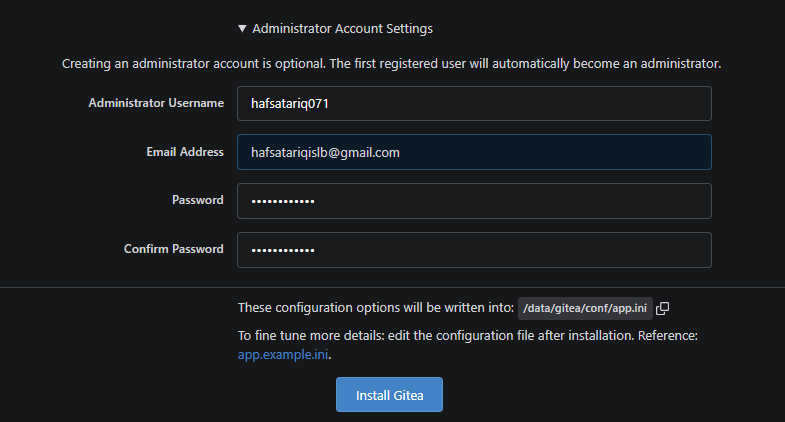 ▼ Administrator Account Settings
Creating an administrator account is optional. The first registered user will automatically become an administrator.
Administrator Username hafsatariq071
Email Address hafsatariqislb@gmail.com
Password ••••••••••••
Confirm Password ••••••••••••
These configuration options will be written into: /data/gitea/conf/app.ini
To fine tune more details: edit the configuration file after installation. Reference:
app.example.ini.
Install Gitea